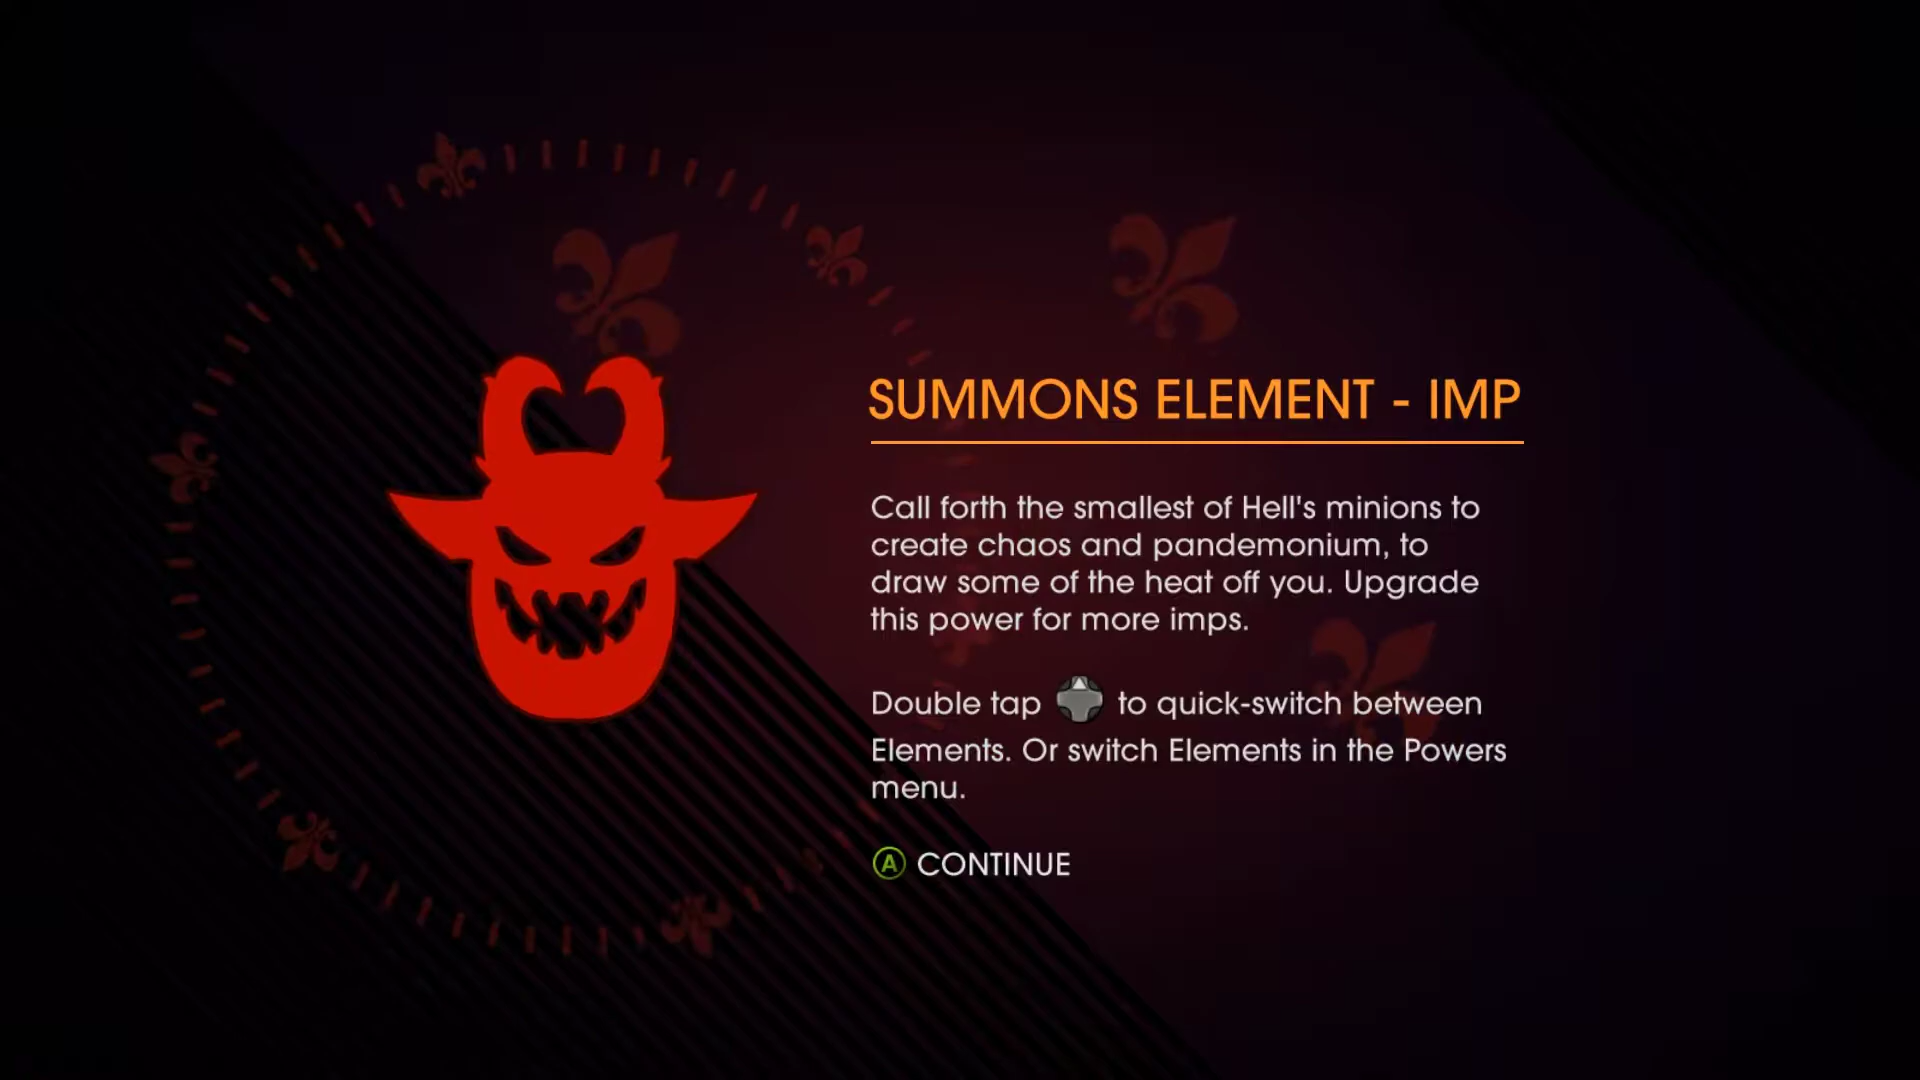 SUMMONS ELEMENT - IMP
Call forth the smallest of Hell's minions to
create chaos and pandemonium, to
draw some of the heat off you. Upgrade
this power for more imps.
Double tap to quick-switch between
Elements. Or switch Elements in the Powers
menu.
A CONTINUE